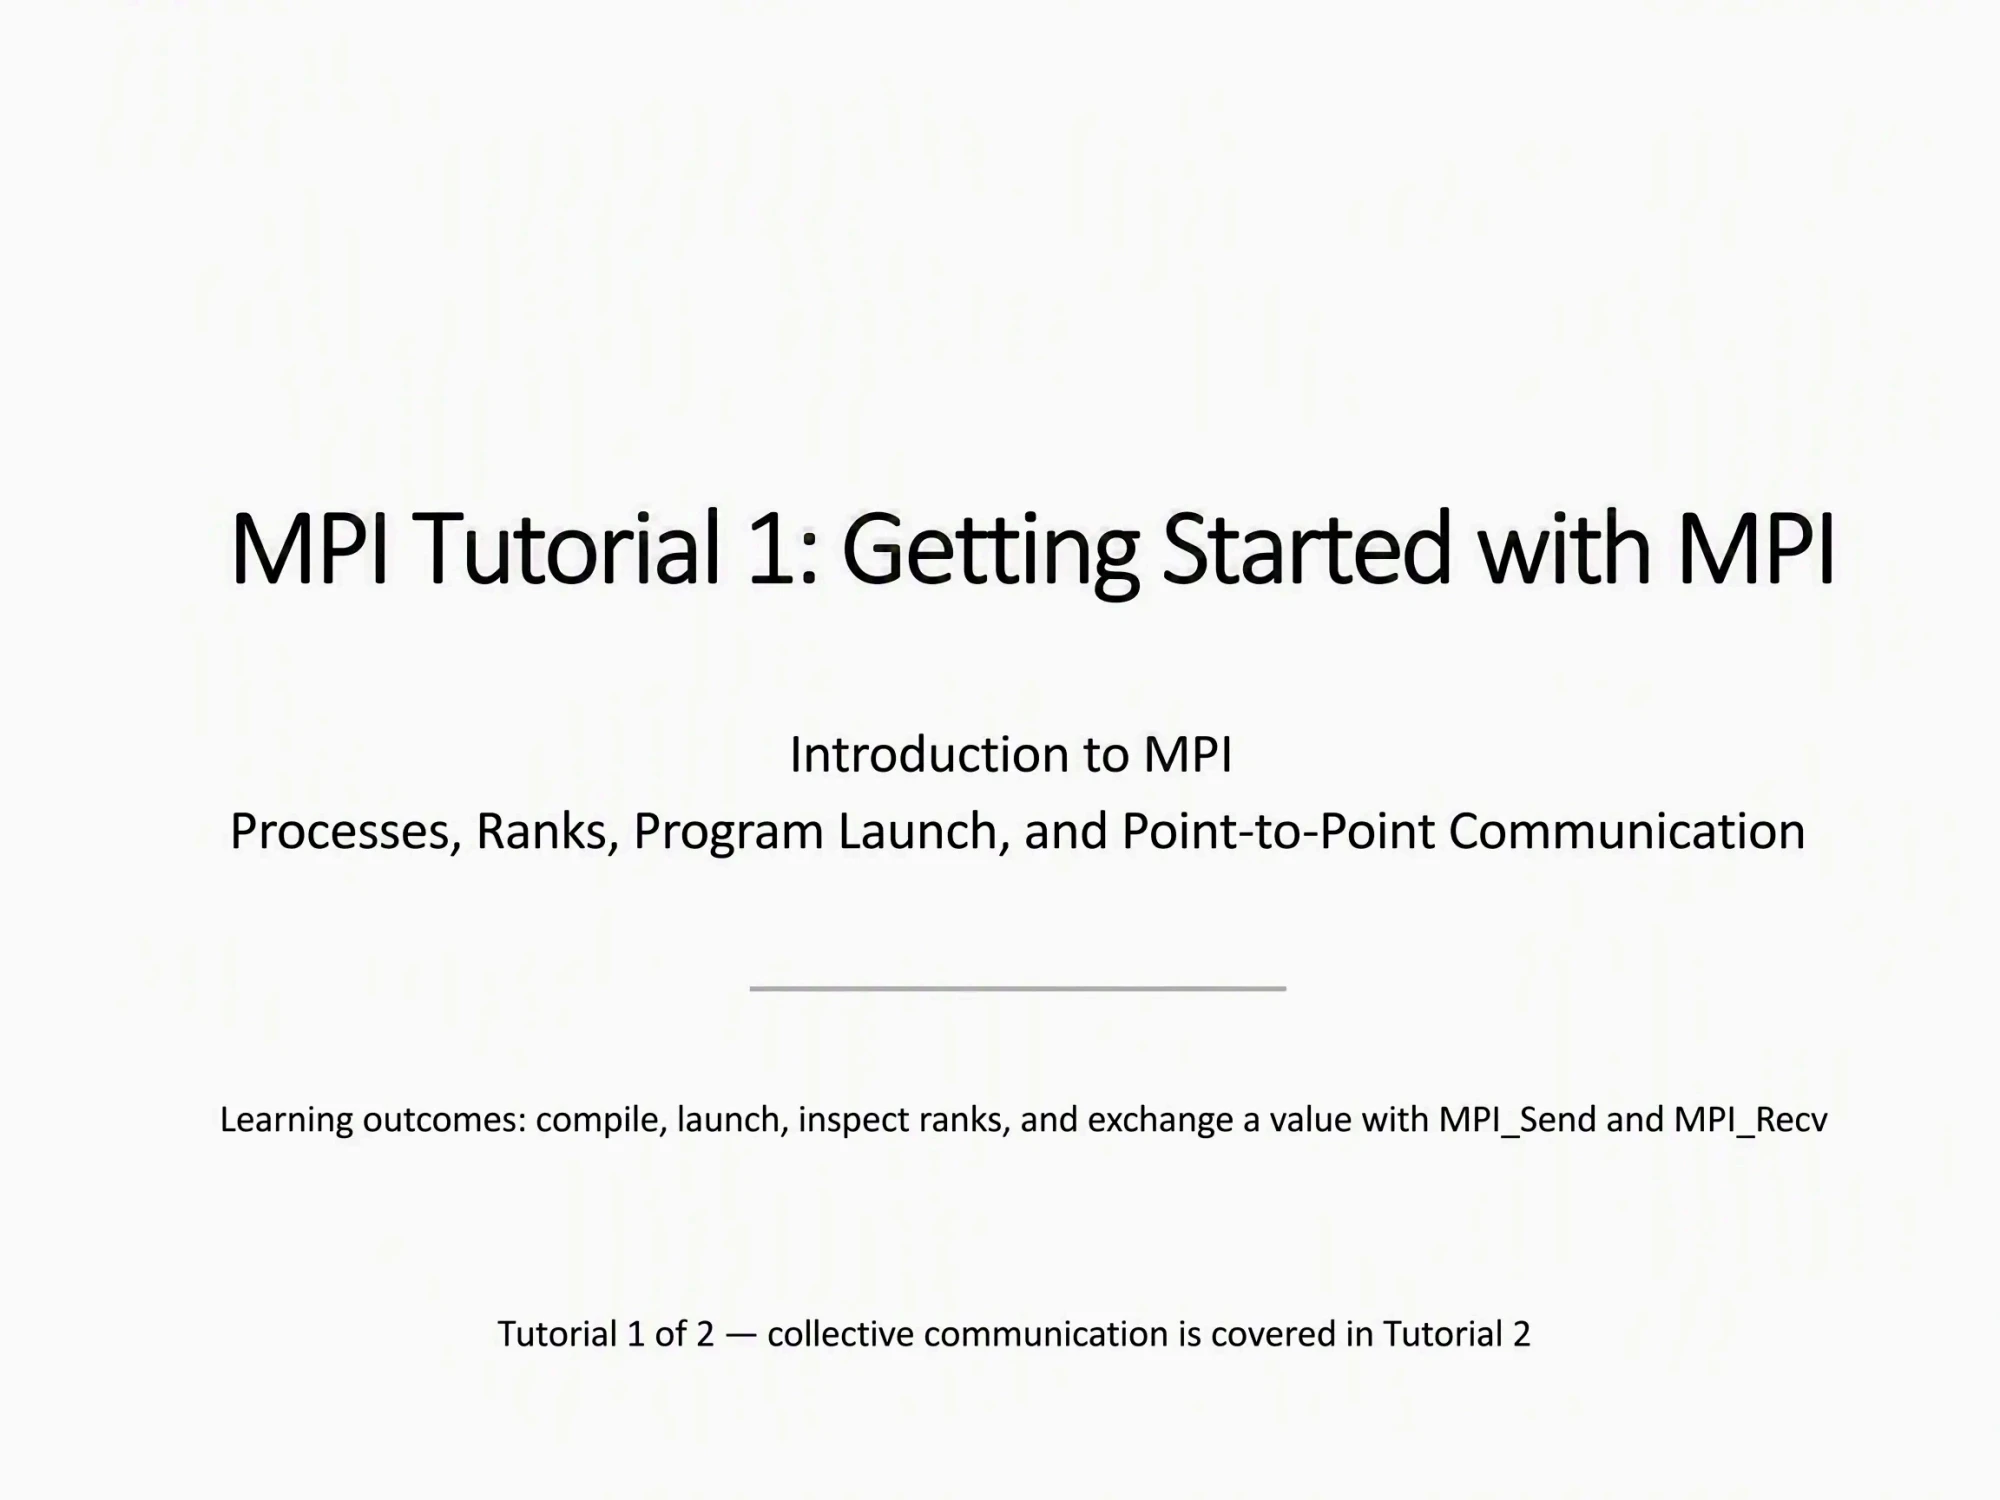 MPI Tutorial 1: Getting Started with MPI
Introduction to MPI
Processes, Ranks, Program Launch, and Point-to-Point Communication
Learning outcomes: compile, launch, inspect ranks, and exchange a value with MPI_Send and MPI_Recv
Tutorial 1 of 2 — collective communication is covered in Tutorial 2